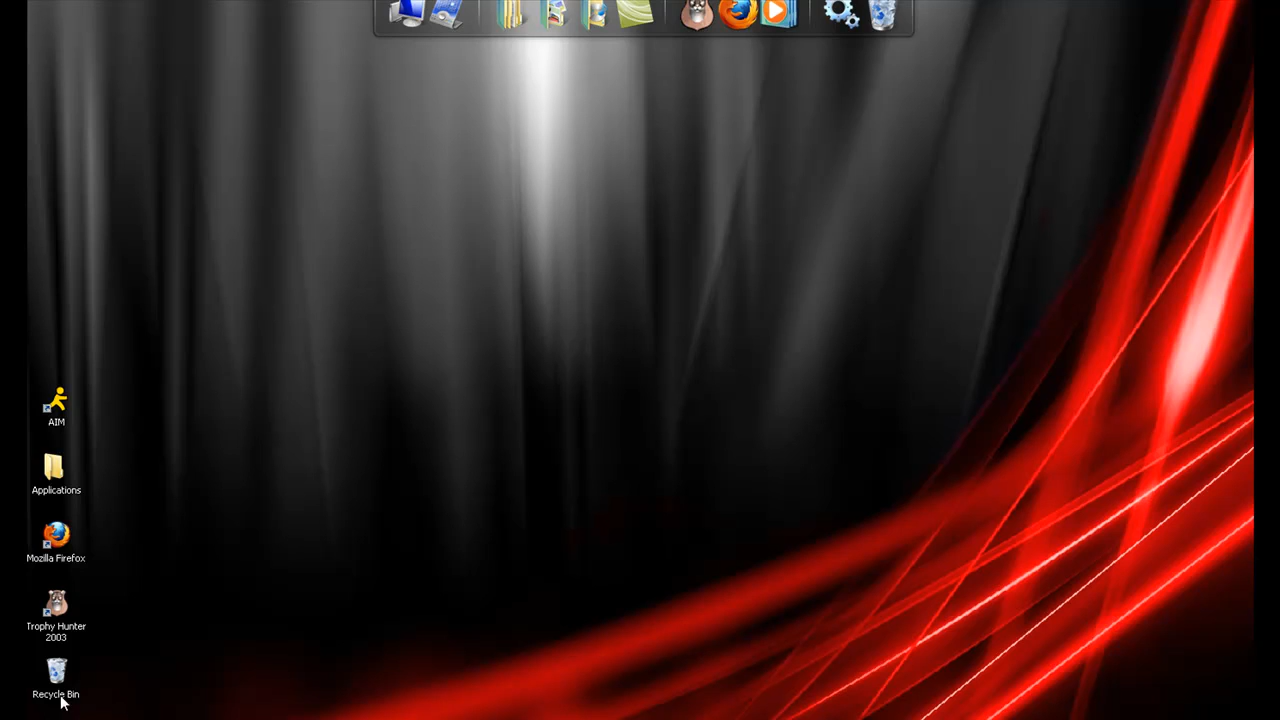 AIM
Applications
Mozilla Firefox
Trophy Hunter
2003
Recycle Bin